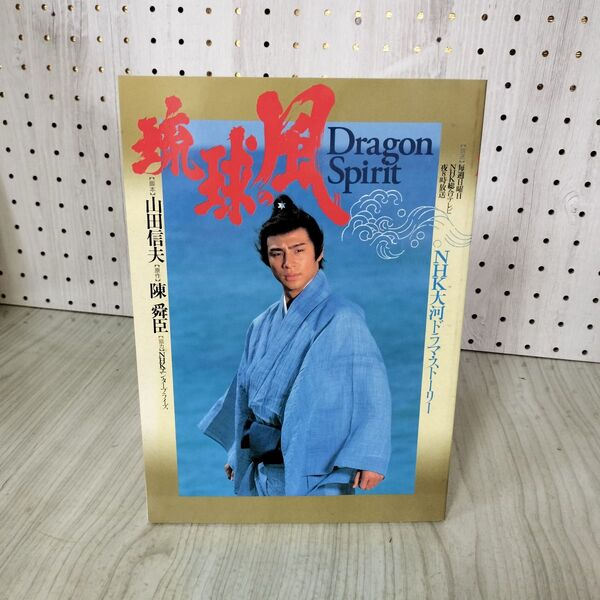 琉球の風
Dragon
Spirit
毎週日曜日
NHK総合テレビ
夜8時放送
NHK大河ドラマ・ストーリー
【脚本】山田信夫【原作】陳舜臣【協力】NHKエンタープライズ